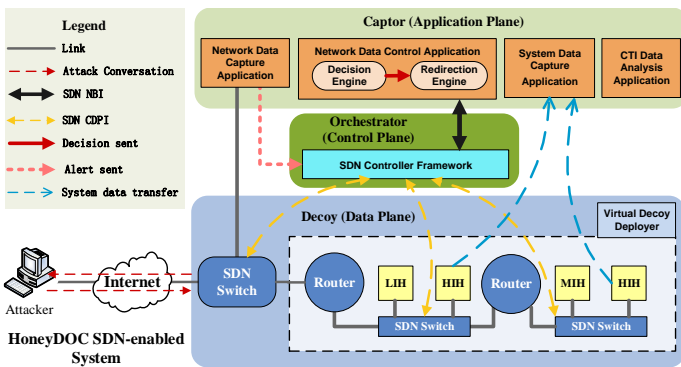 Legend
Link
Attack Conversation
SDN NBI
SDN CDPI
Decision sent
Alert sent
System data transfer
Captor (Application Plane)
Network Data
Capture
Application
Network Data Control Application
Decision
Engine
Redirection
Engine
System Data
Capture
Application
CTI Data
Analysis
Application
Orchestrator
(Control Plane)
SDN Controller Framework
Decoy (Data Plane)
Virtual Decoy
Deployer
Attacker
Internet
SDN
Switch
Router
LIH
HIH
SDN Switch
Router
MIH
HIH
SDN Switch
HoneyDOC SDN-enabled
System